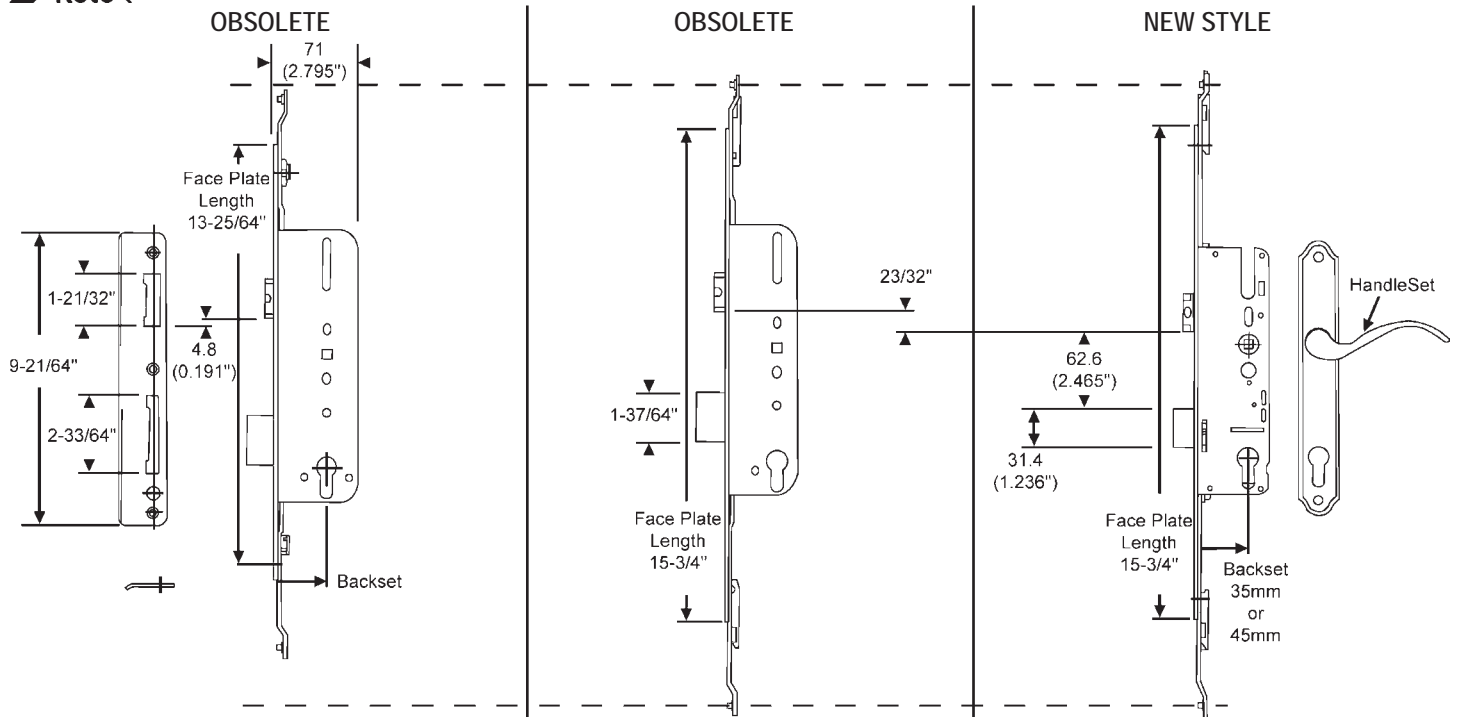 OBSOLETE
71
(2.795")
Face Plate
Length
13-25/64"
1-21/32"
9-21/64"
4.8
(0.191")
2-33/64"
Backset
OBSOLETE
23/32"
1-37/64"
Face Plate
Length
15-3/4"
NEW STYLE
HandleSet
62.6
(2.465")
31.4
(1.236")
Face Plate
Length
15-3/4"
Backset
35mm
or
45mm